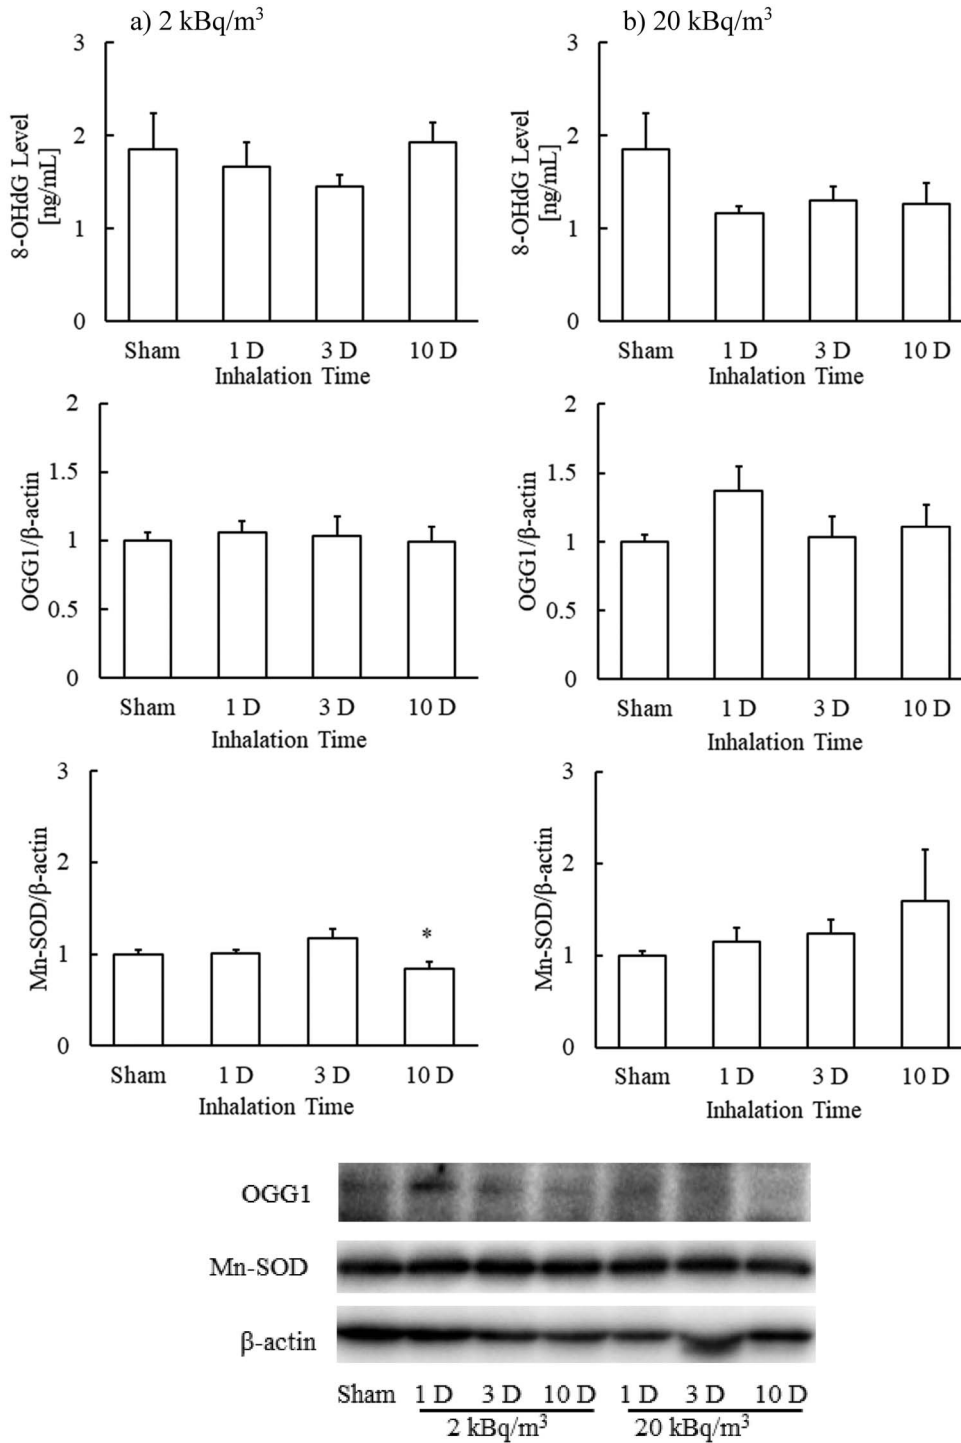 a) 2 kBq/m³
b) 20 kBq/m³
3
2
1
0
8-OHdG Level
[ng/mL]
Sham 1 D 3 D 10 D
Inhalation Time
3
2
1
0
8-OHdG Level
[ng/mL]
Sham 1 D 3 D 10 D
Inhalation Time
2
1.5
1
0.5
0
OGG1/β-actin
Sham 1 D 3 D 10 D
Inhalation Time
2
1.5
1
0.5
0
OGG1/β-actin
Sham 1 D 3 D 10 D
Inhalation Time
3
2
1
0
Mn-SOD/β-actin
*
Sham 1 D 3 D 10 D
Inhalation Time
3
2
1
0
Mn-SOD/β-actin
Sham 1 D 3 D 10 D
Inhalation Time
OGG1
Mn-SOD
β-actin
Sham 1 D 3 D 10 D 1 D 3 D 10 D
2 kBq/m³ 20 kBq/m³